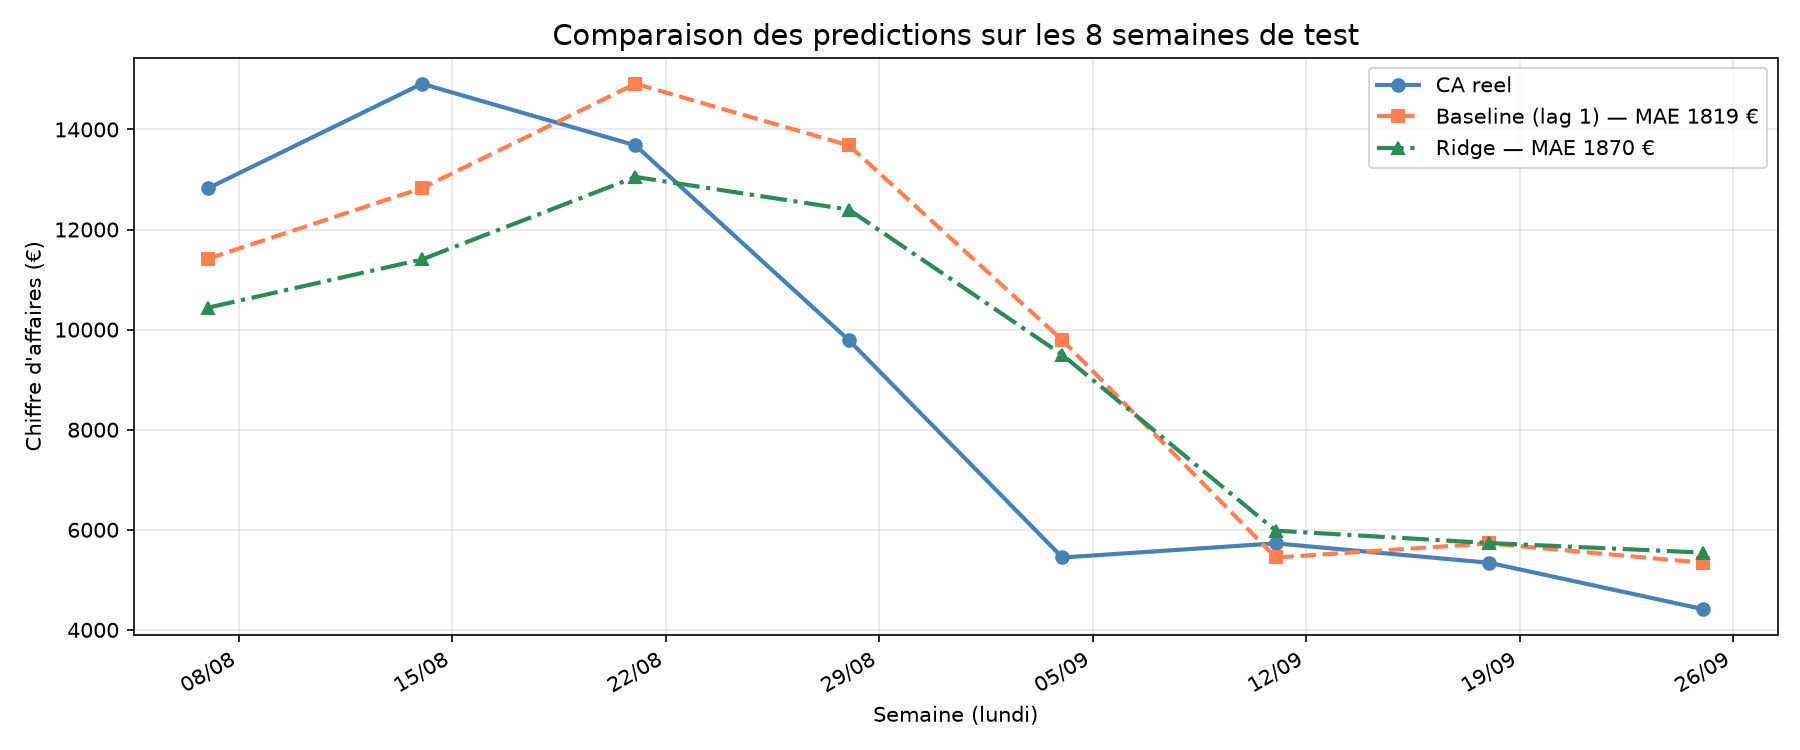 Comparaison des predictions sur les 8 semaines de test
CA reel
Baseline (lag 1) — MAE 1819 €
Ridge — MAE 1870 €
Chiffre d'affaires (€)
14000
12000
10000
8000
6000
4000
08/08
15/08
22/08
29/08
05/09
12/09
19/09
26/09
Semaine (lundi)